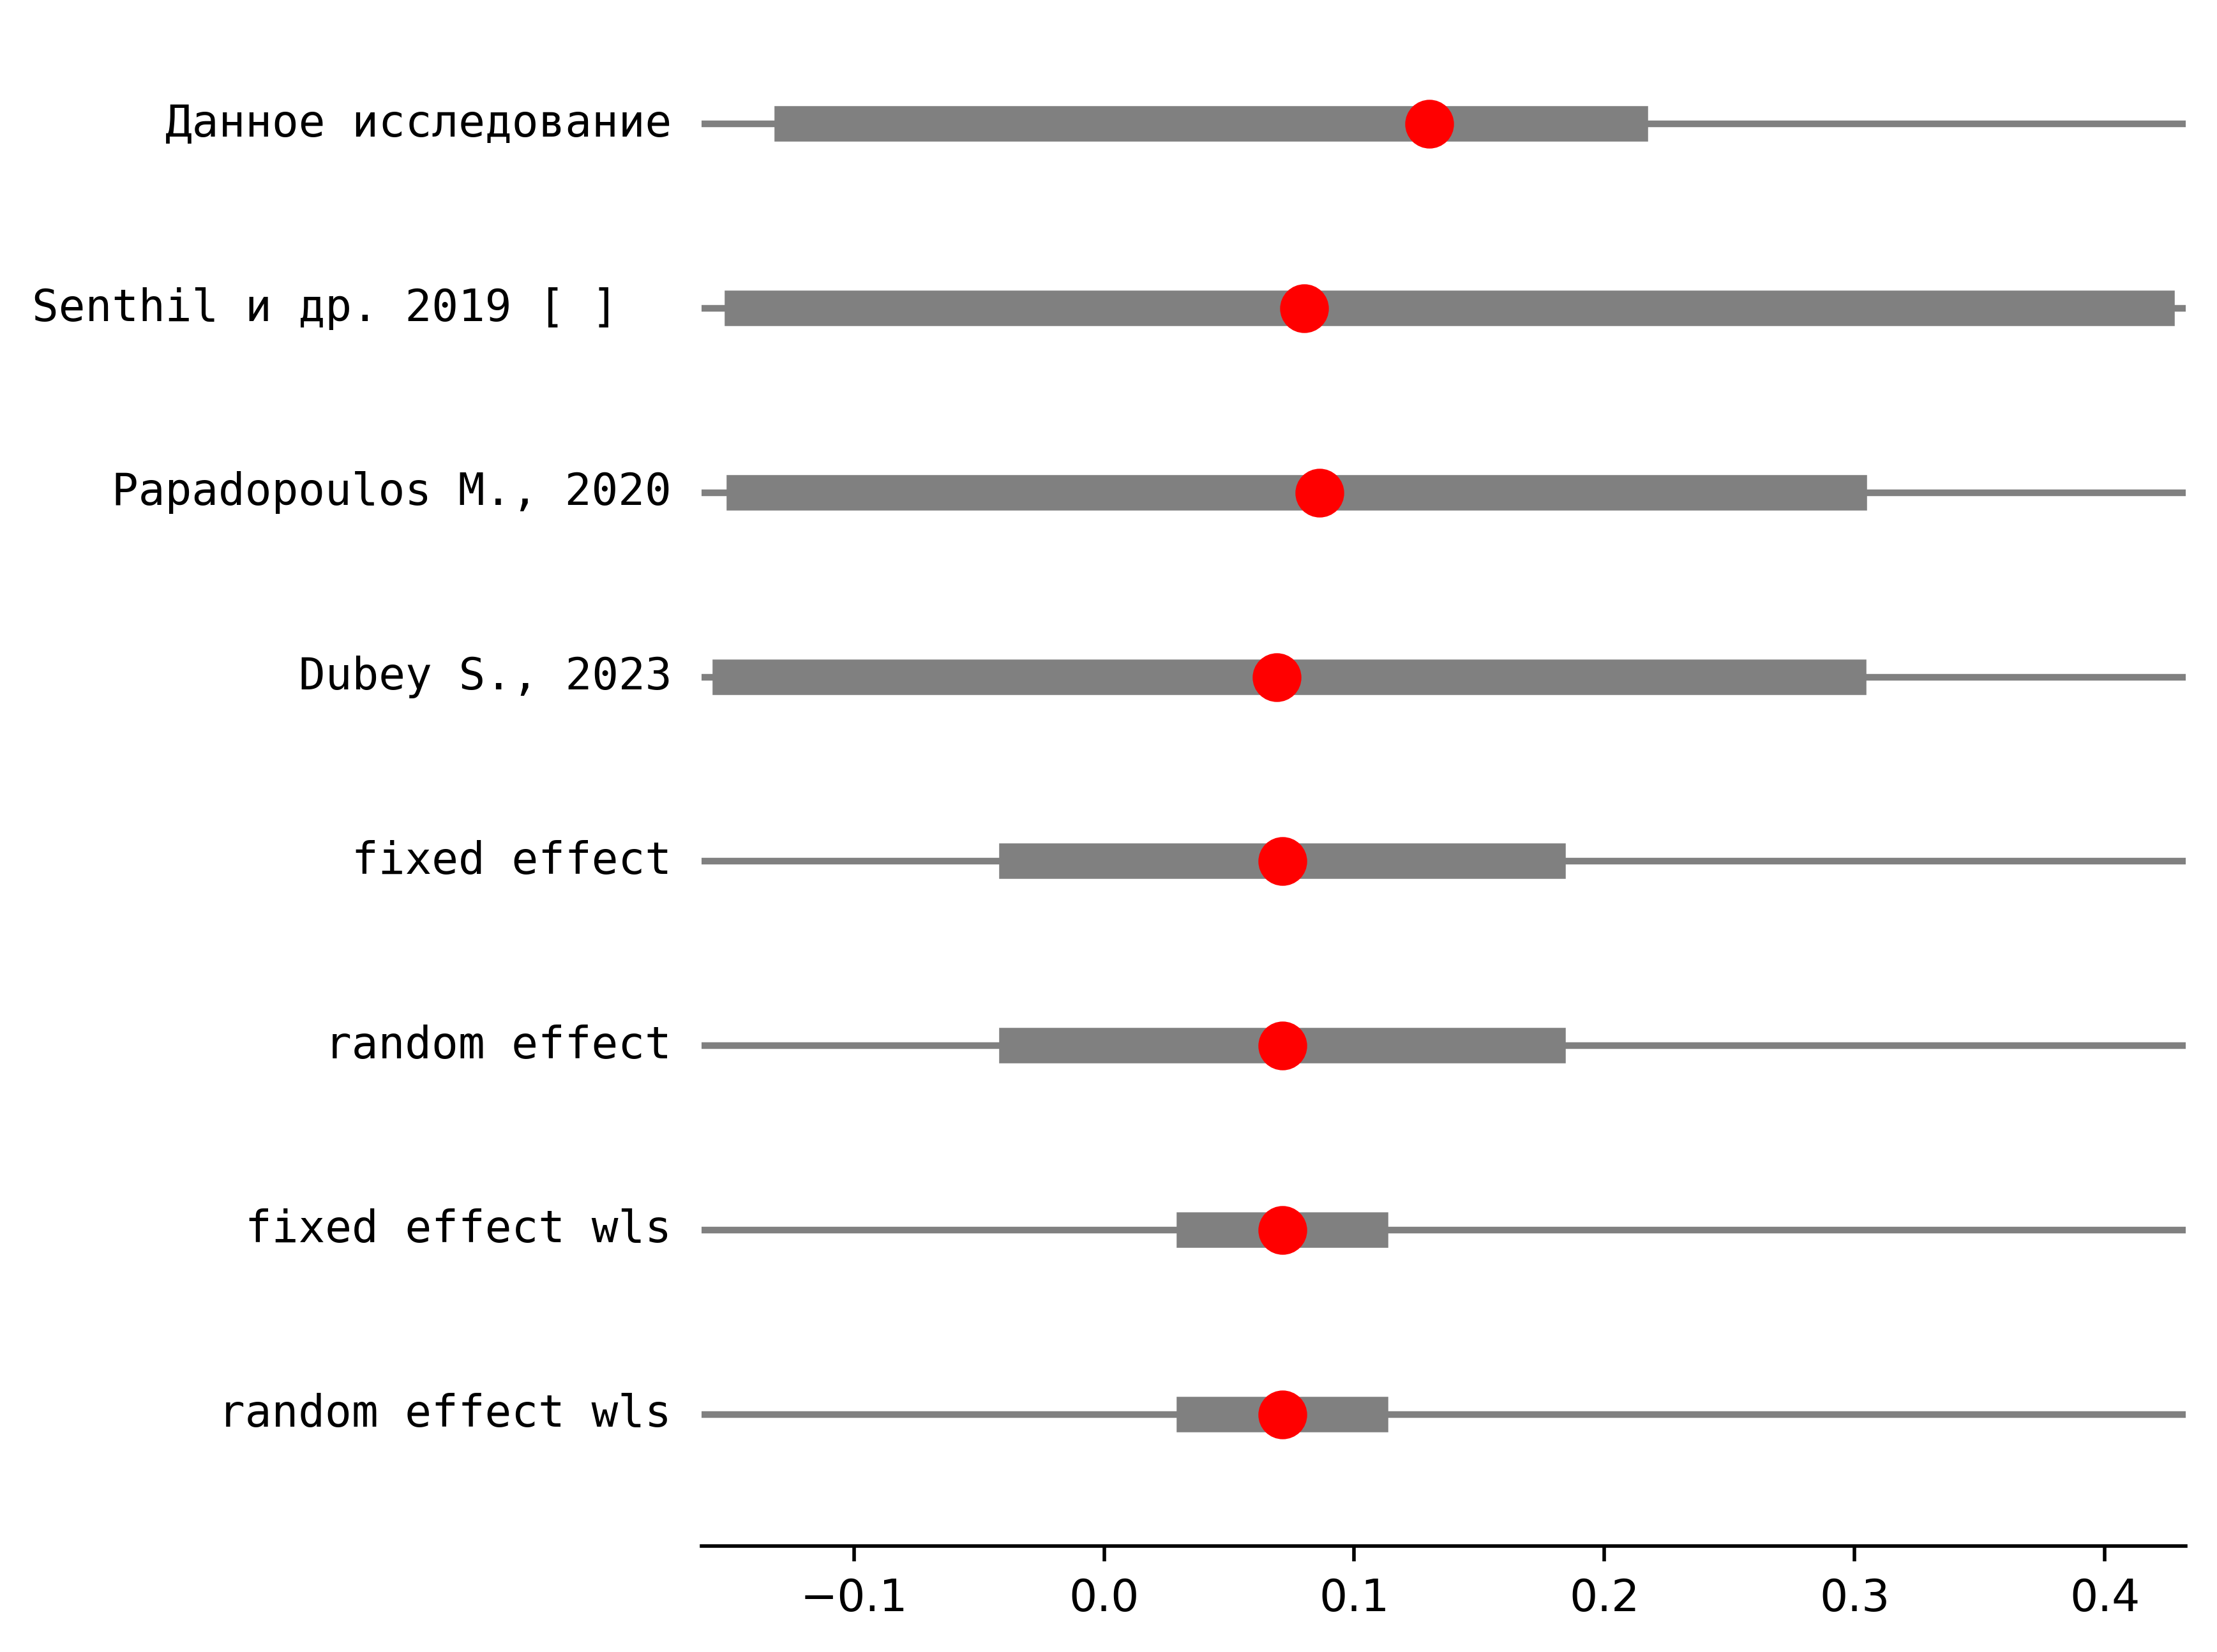 Данное исследование
Senthil и др. 2019 [ ]
Papadopoulos M., 2020
Dubey S., 2023
fixed effect
random effect
fixed effect wls
random effect wls
−0.1 0.0 0.1 0.2 0.3 0.4